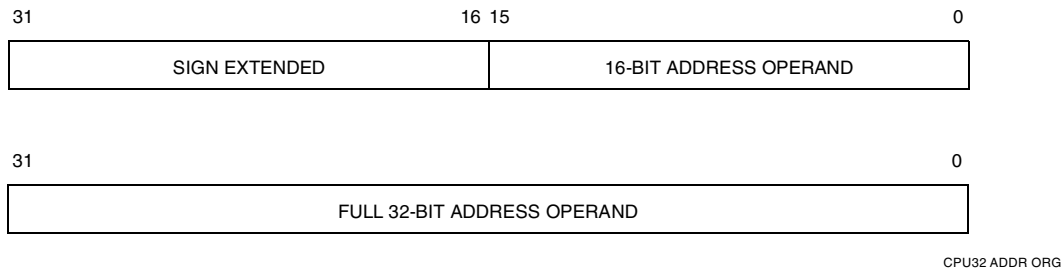 31 16 15 0
SIGN EXTENDED 16-BIT ADDRESS OPERAND
31 0
FULL 32-BIT ADDRESS OPERAND
CPU32 ADDR ORG